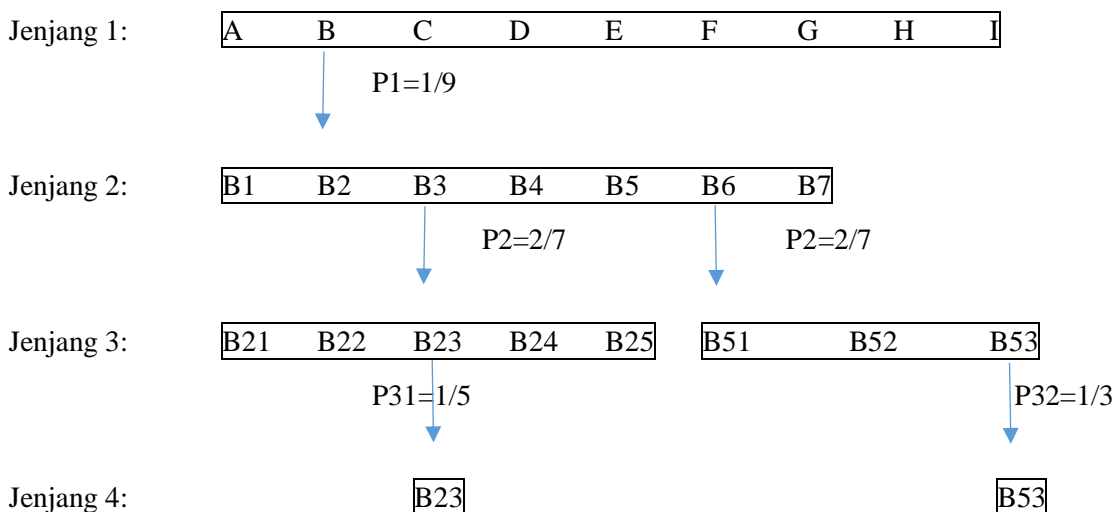 Jenjang 1: A B C D E F G H I
P1=1/9
Jenjang 2: B1 B2 B3 B4 B5 B6 B7
P2=2/7 P2=2/7
Jenjang 3: B21 B22 B23 B24 B25 B51 B52 B53
P31=1/5 P32=1/3
Jenjang 4: B23 B53